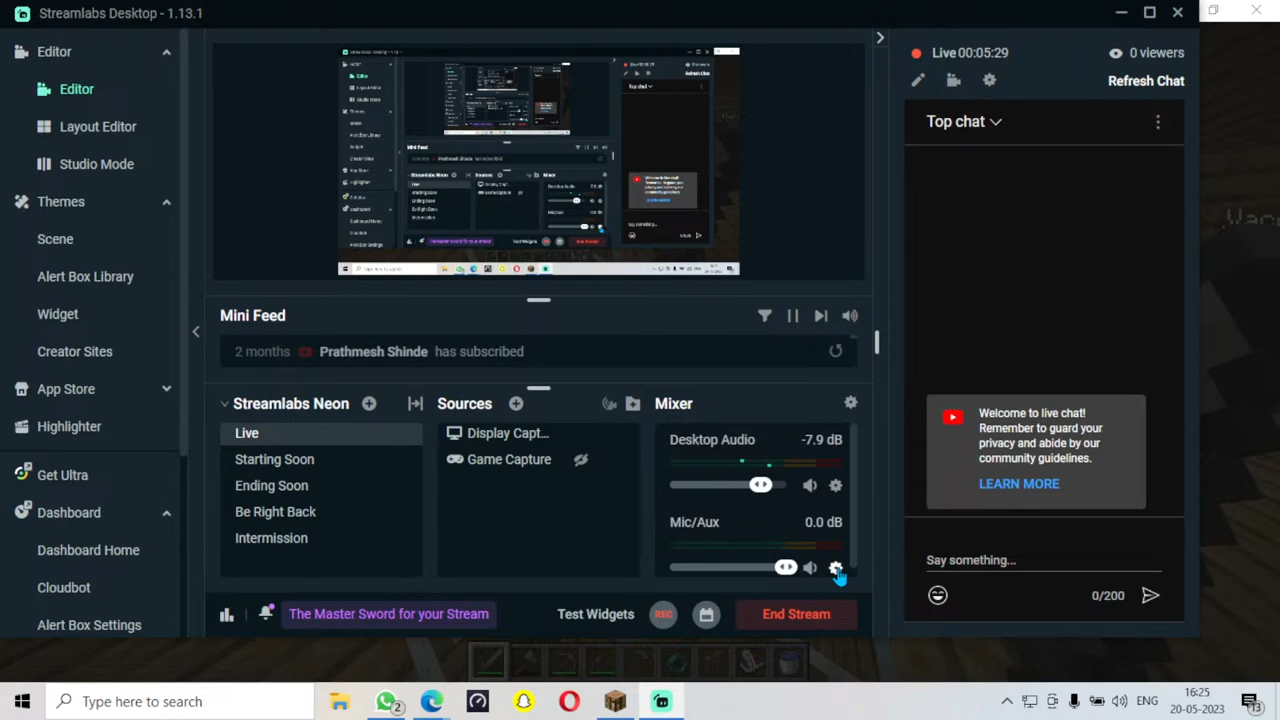 Streamlabs Desktop - 1.13.1
Editor
Editor
Layout Editor
Studio Mode
Themes
Scene
Alert Box Library
Widget
Creator Sites
App Store
Highlighter
Get Ultra
Dashboard
Dashboard Home
Cloudbot
Alert Box Settings
Mini Feed
2 months Prathmesh Shinde has subscribed
Streamlabs Neon
Live
Starting Soon
Ending Soon
Be Right Back
Intermission
Sources
Display Capt...
Game Capture
Mixer
Desktop Audio -7.9 dB
Mic/Aux 0.0 dB
The Master Sword for your Stream
Test Widgets
REC
End Stream
Live 00:05:29 0 viewers
Refresh Chat
Top chat
Welcome to live chat!
Remember to guard your
privacy and abide by our
community guidelines.
LEARN MORE
Say something...
0/200
Type here to search
2
ENG
16:25
20-05-2023
13